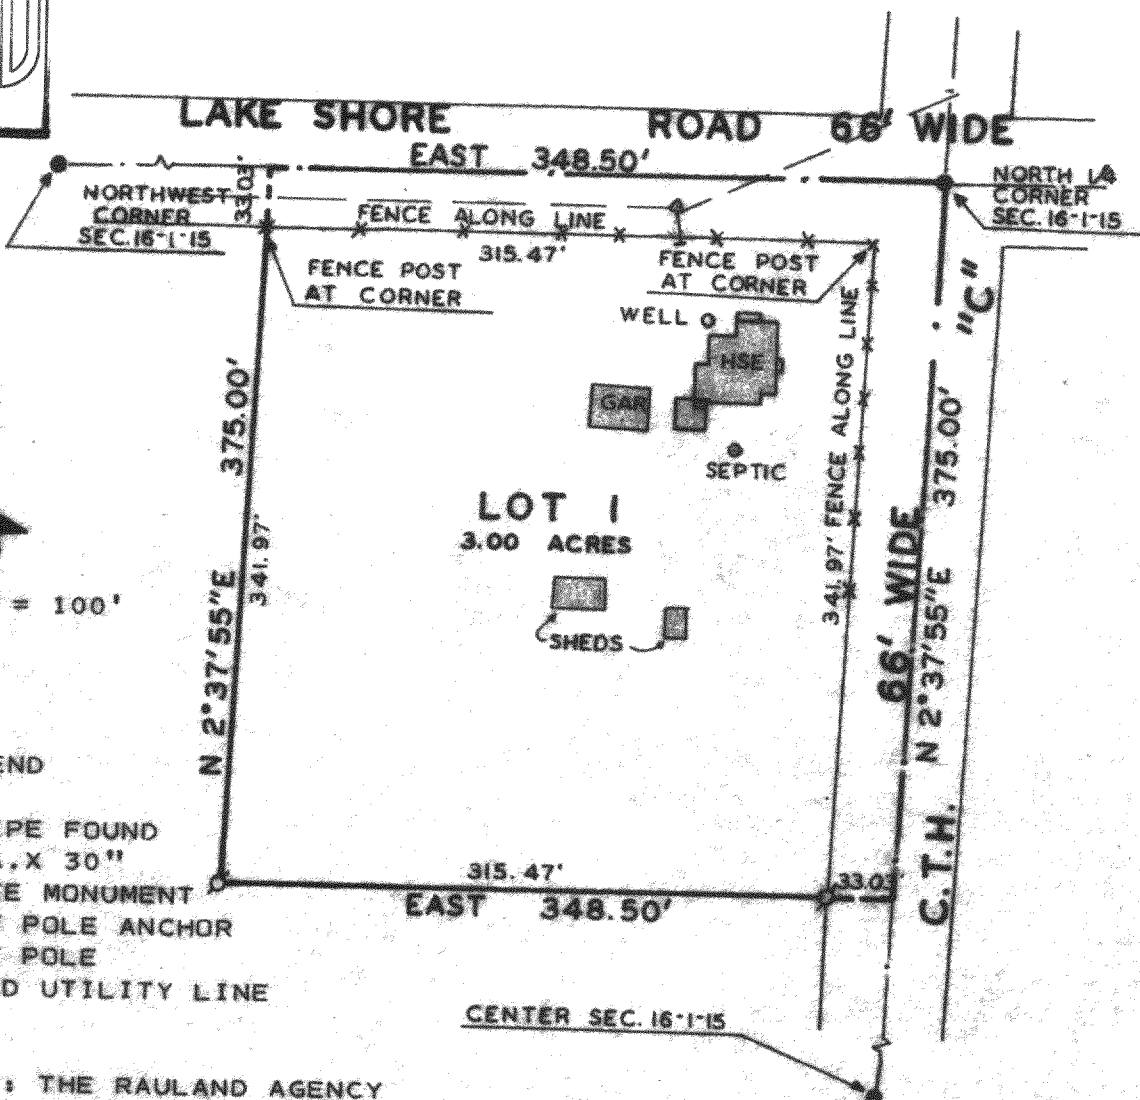 LAKE SHORE ROAD 66' WIDE
EAST 348.50'
NORTHWEST
CORNER
SEC. 16-1-15
33.03'
NORTH 1/4
CORNER
SEC. 16-1-15
FENCE ALONG LINE
315.47'
FENCE POST
AT CORNER
FENCE POST
AT CORNER
WELL
HSE
GAR
SEPTIC
LOT 1
3.00 ACRES
SHEDS
375.00'
341.97'
N 2°37'55"E
341.97' FENCE ALONG LINE
66' WIDE
375.00'
N 2°37'55"E
C.T.H. "C"
= 100'
END
PE FOUND
.X 30"
E MONUMENT
POLE ANCHOR
POLE
D UTILITY LINE
315.47'
EAST 348.50'
33.03'
CENTER SEC. 16-1-15
: THE RAULAND AGENCY